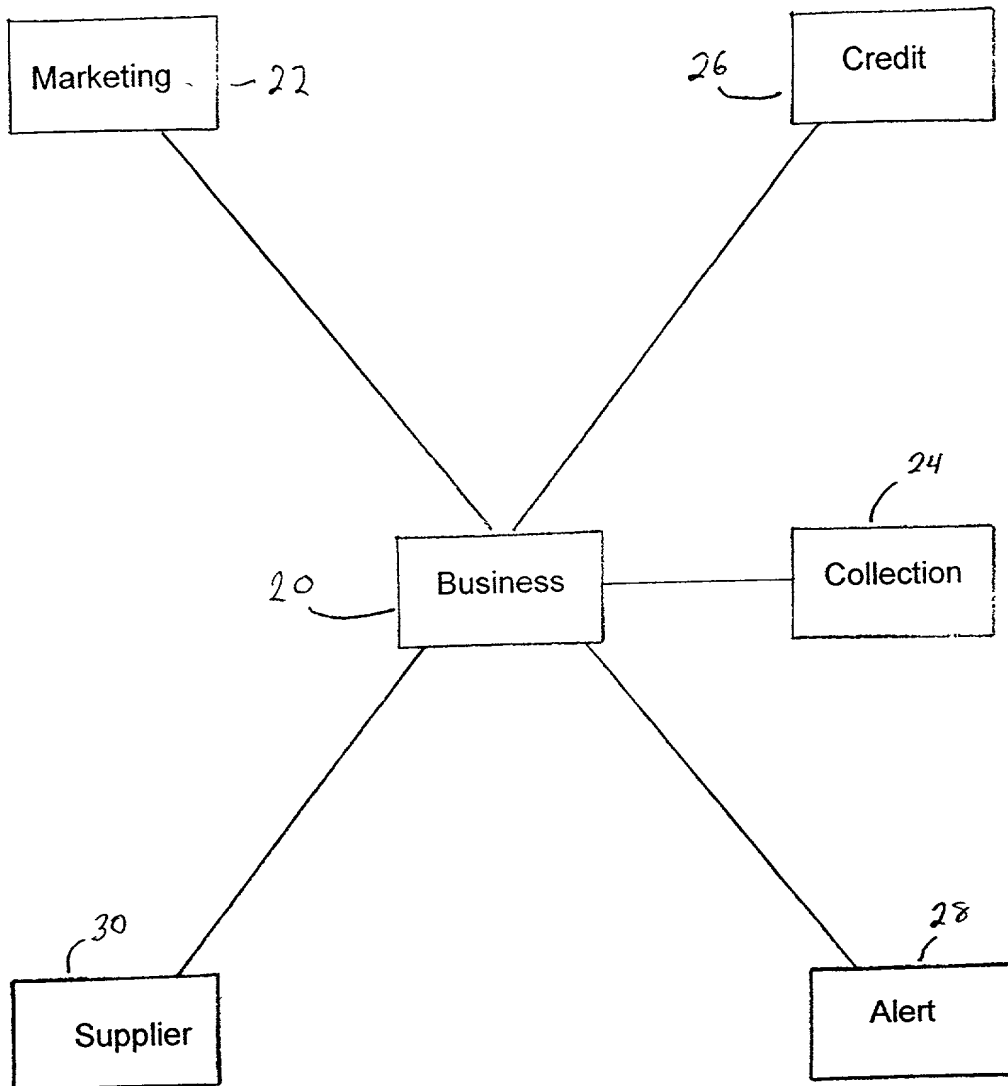 Marketing
22
26
Credit
24
20
Business
Collection
30
28
Supplier
Alert